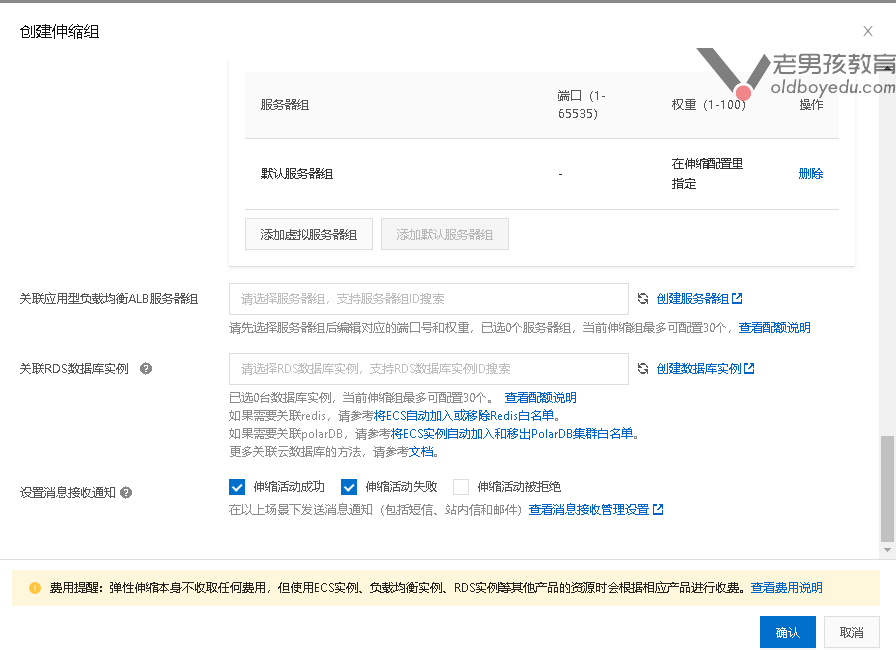 创建伸缩组
老男孩教育
oldboyedu.com
服务器组
端口（1-
65535）
权重（1-100）
操作
默认服务器组
-
在伸缩配置里
指定
删除
添加虚拟服务器组
添加默认服务器组
关联应用型负载均衡ALB服务器组
请选择服务器组，支持服务器组ID搜索
创建服务器组
请先选择服务器组后编辑对应的端口号和权重，已选0个服务器组，当前伸缩组最多可配置30个，查看配额说明
关联RDS数据库实例
请选择RDS数据库实例，支持RDS数据库实例ID搜索
创建数据库实例
已选0台数据库实例，当前伸缩组最多可配置30个。 查看配额说明
如果需要关联redis，请参考将ECS自动加入或移除Redis白名单。
如果需要关联polarDB，请参考将ECS实例自动加入和移出PolarDB集群白名单。
更多关联云数据库的方法，请参考文档。
设置消息接收通知
伸缩活动成功
伸缩活动失败
伸缩活动被拒绝
在以上场景下发送消息通知（包括短信、站内信和邮件）查看消息接收管理设置
费用提醒：弹性伸缩本身不收取任何费用，但使用ECS实例、负载均衡实例、RDS实例等其他产品的资源时会根据相应产品进行收费。查看费用说明
确认
取消